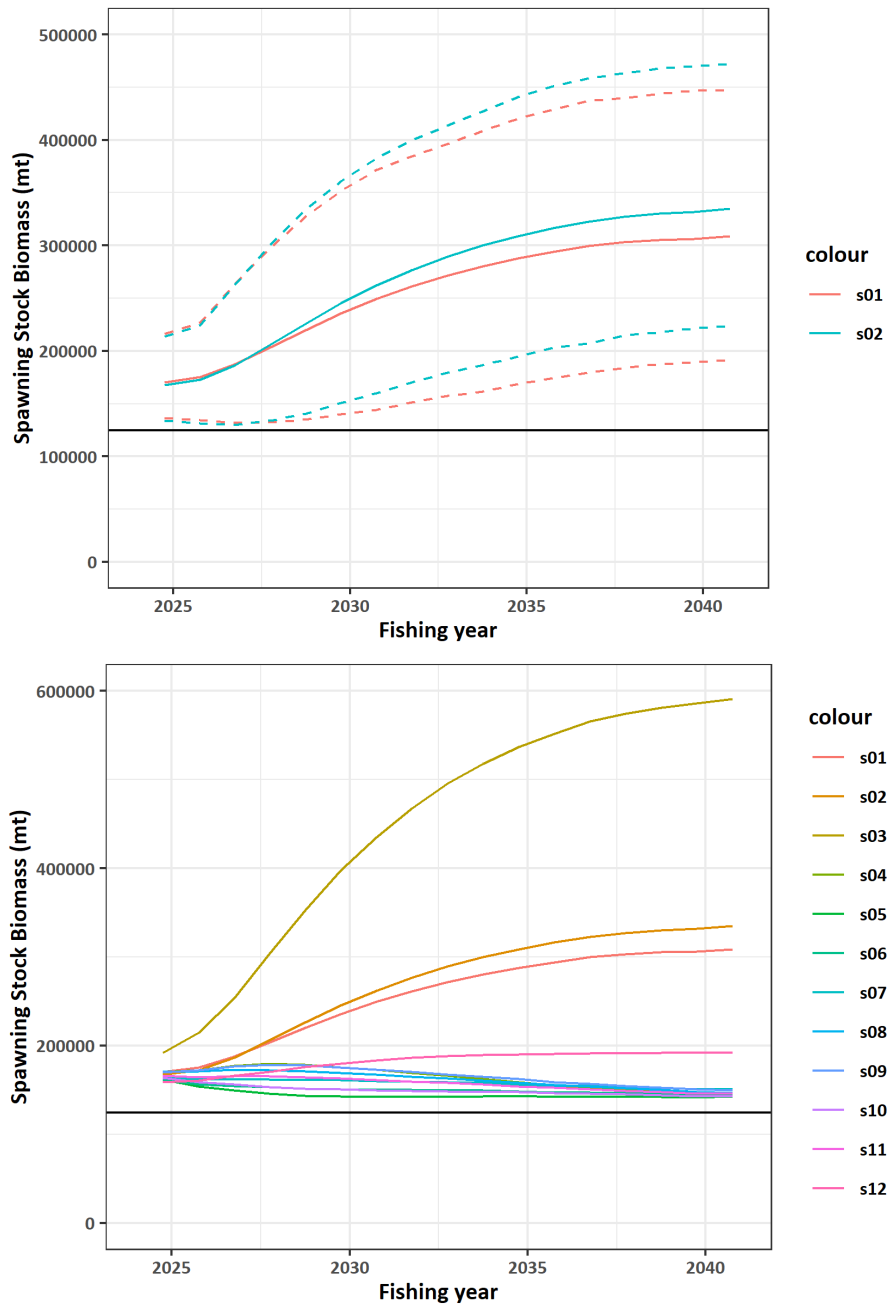 Spawning Stock Biomass (mt)
500000
400000
300000
200000
100000
0
2025 2030 2035 2040
Fishing year
colour
s01
s02
Spawning Stock Biomass (mt)
600000
400000
200000
0
2025 2030 2035 2040
Fishing year
colour
s01
s02
s03
s04
s05
s06
s07
s08
s09
s10
s11
s12